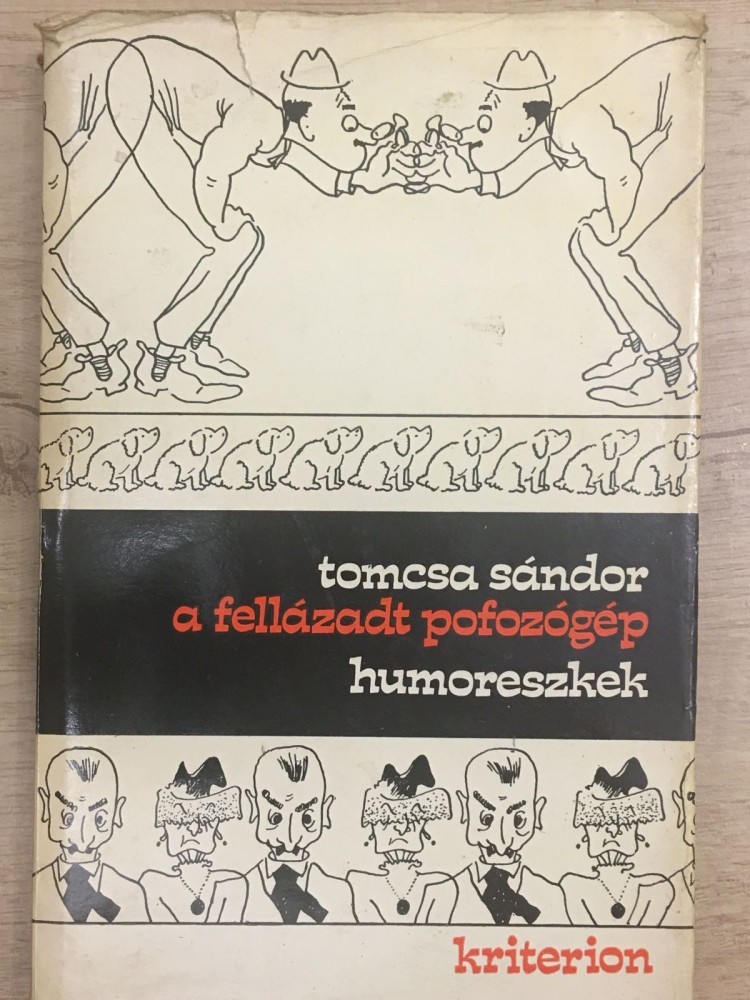 tomcsa sándor
a fellázadt pofozógép
humoreszkek
kriterion